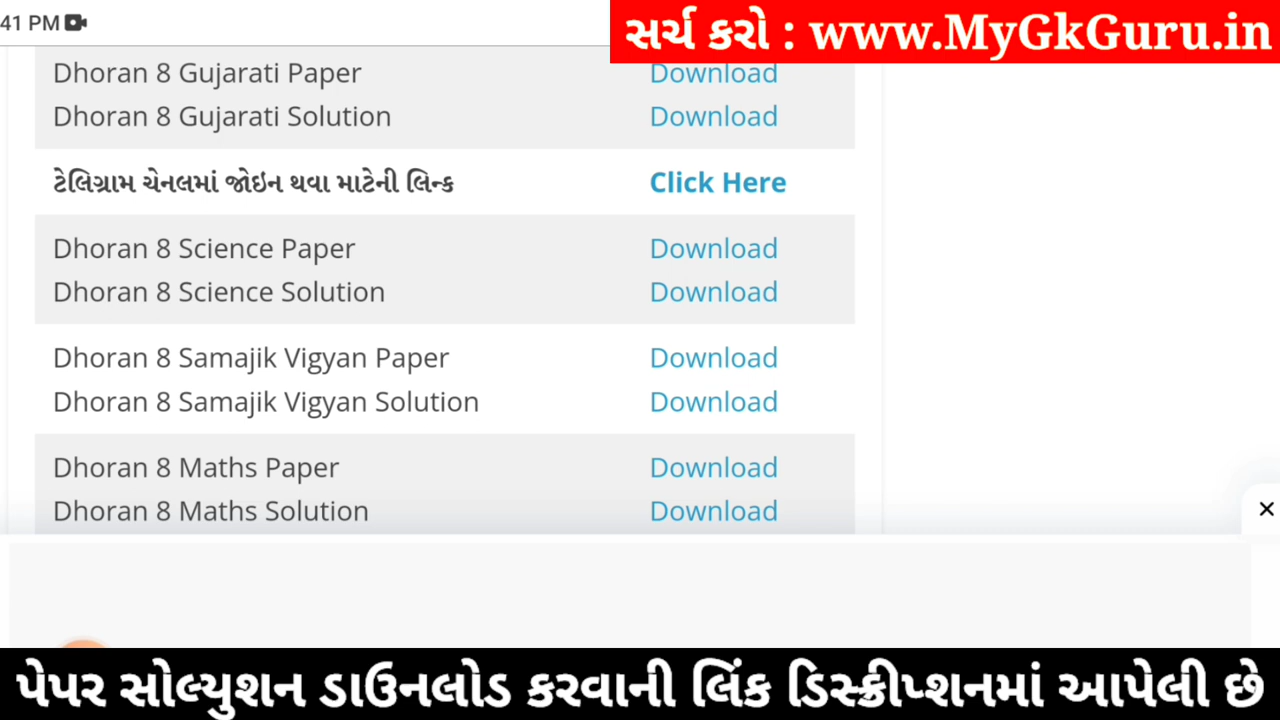 41 PM
સર્ચ કરો : www.MyGkGuru.in
Dhoran 8 Gujarati Paper Download
Dhoran 8 Gujarati Solution Download
ટેલિગ્રામ ચેનલમાં જોઇન થવા માટેની લિન્ક Click Here
Dhoran 8 Science Paper Download
Dhoran 8 Science Solution Download
Dhoran 8 Samajik Vigyan Paper Download
Dhoran 8 Samajik Vigyan Solution Download
Dhoran 8 Maths Paper Download
Dhoran 8 Maths Solution Download
પેપર સોલ્યુશન ડાઉનલોડ કરવાની લિંક ડિસ્ક્રીપ્શનમાં આપેલી છે